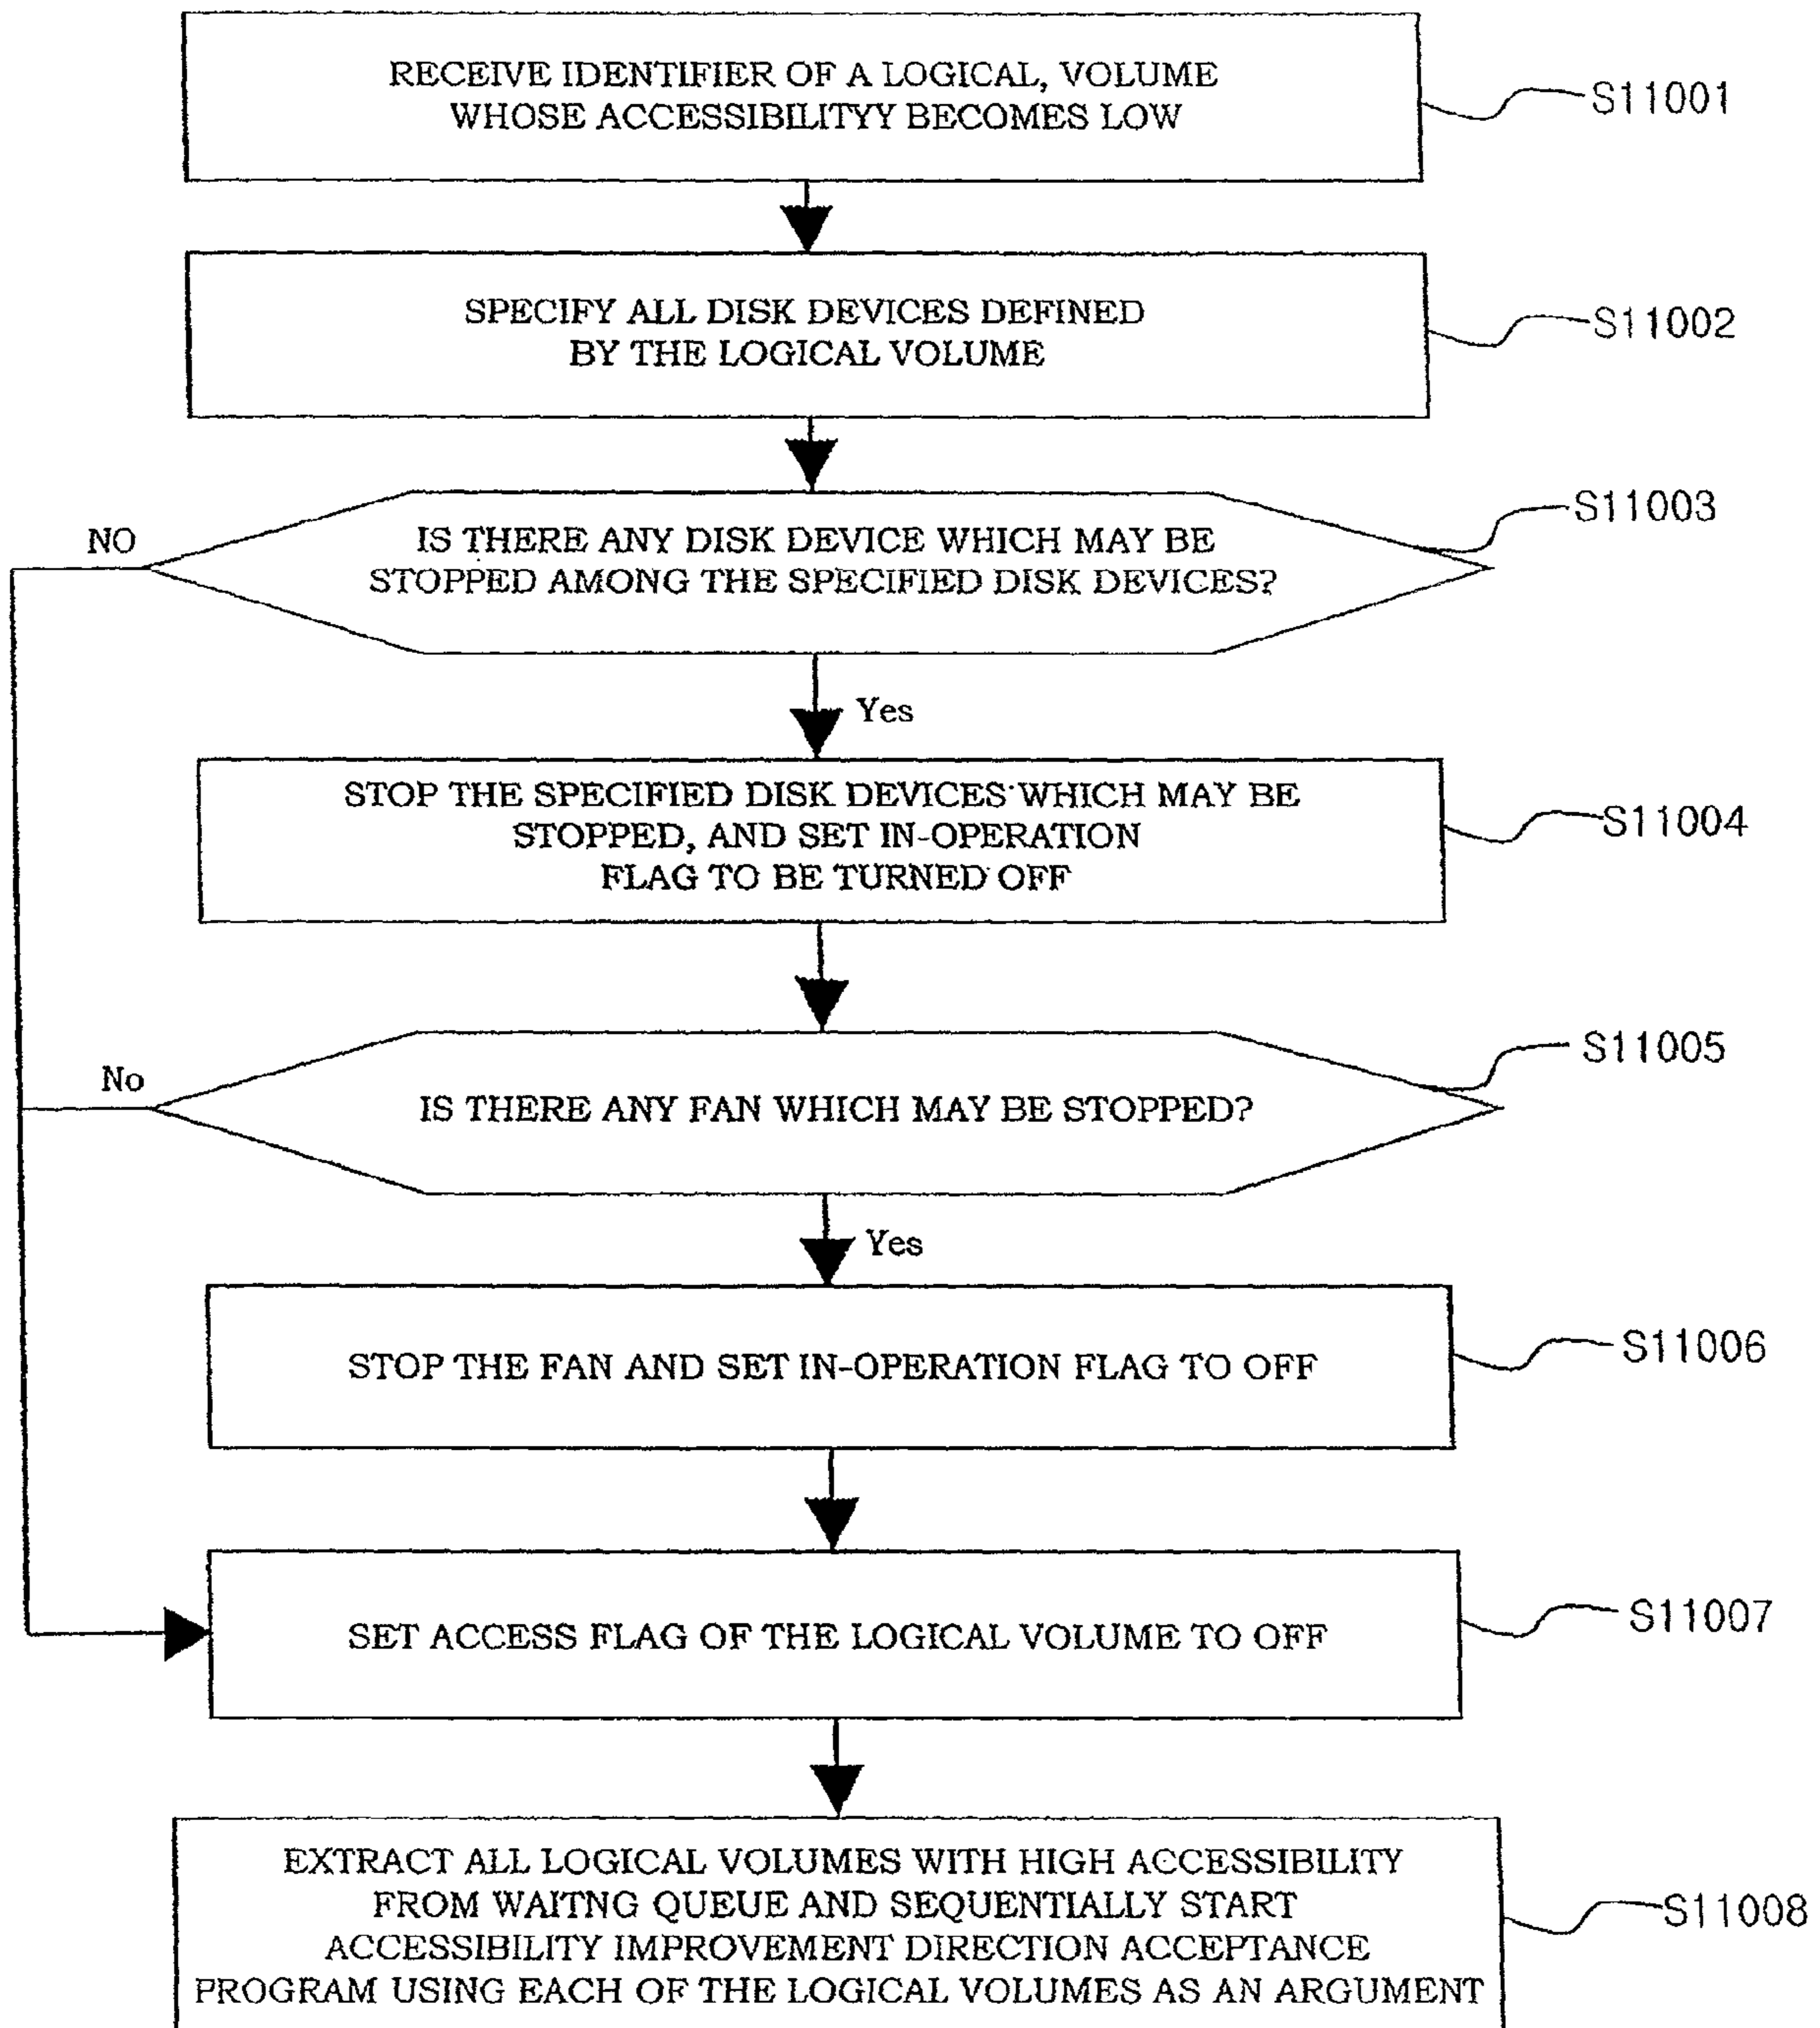 RECEIVE IDENTIFIER OF A LOGICAL, VOLUME
WHOSE ACCESSIBILITYY BECOMES LOW
S11001
SPECIFY ALL DISK DEVICES DEFINED
BY THE LOGICAL VOLUME
S11002
NO
IS THERE ANY DISK DEVICE WHICH MAY BE
STOPPED AMONG THE SPECIFIED DISK DEVICES?
S11003
Yes
STOP THE SPECIFIED DISK DEVICES WHICH MAY BE
STOPPED, AND SET IN-OPERATION
FLAG TO BE TURNED OFF
S11004
No
IS THERE ANY FAN WHICH MAY BE STOPPED?
S11005
Yes
STOP THE FAN AND SET IN-OPERATION FLAG TO OFF
S11006
SET ACCESS FLAG OF THE LOGICAL VOLUME TO OFF
S11007
EXTRACT ALL LOGICAL VOLUMES WITH HIGH ACCESSIBILITY
FROM WAITNG QUEUE AND SEQUENTIALLY START
ACCESSIBILITY IMPROVEMENT DIRECTION ACCEPTANCE
PROGRAM USING EACH OF THE LOGICAL VOLUMES AS AN ARGUMENT
S11008